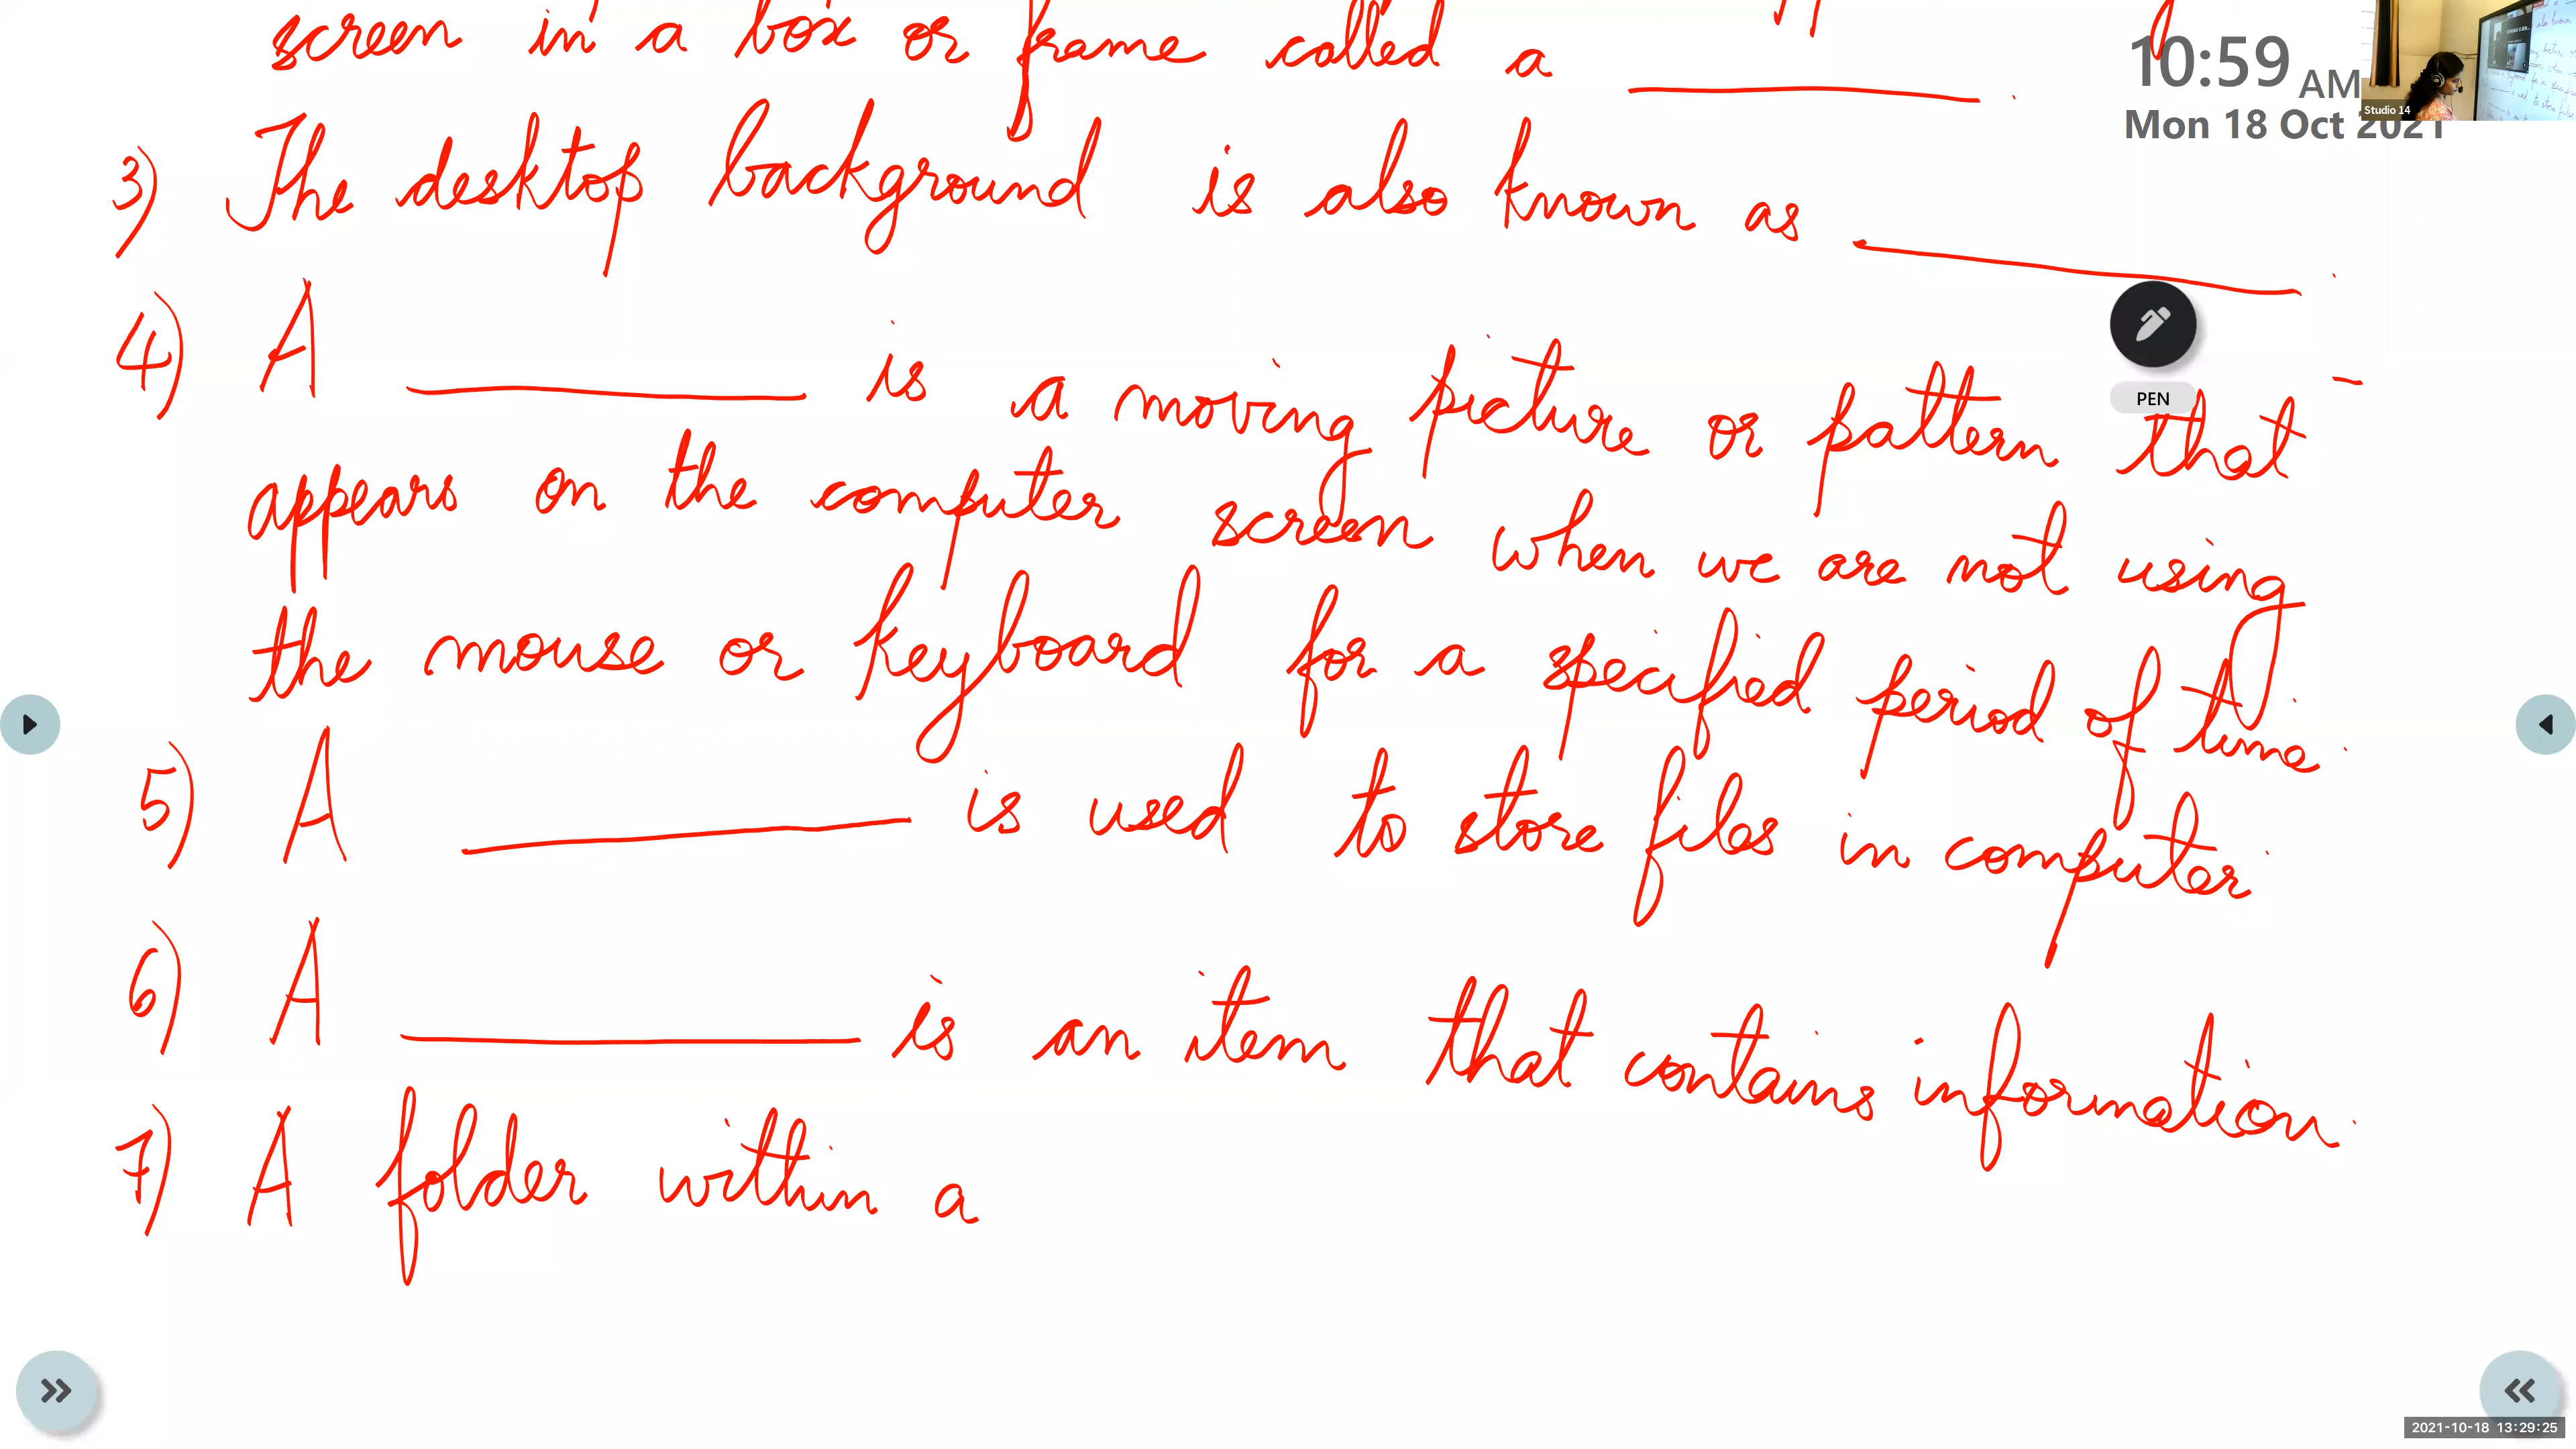 screen in a box or frame called a ________.
10:59 AM
Studio 14
Mon 18 Oct 2021
3) The desktop background is also known as ________.
4) A ________ is a moving picture or pattern that
PEN
appears on the computer screen when we are not using
the mouse or keyboard for a specified period of time.
5) A ________ is used to store files in computer.
6) A ________ is an item that contains information.
7) A folder within a
2021-10-18 13:29:25